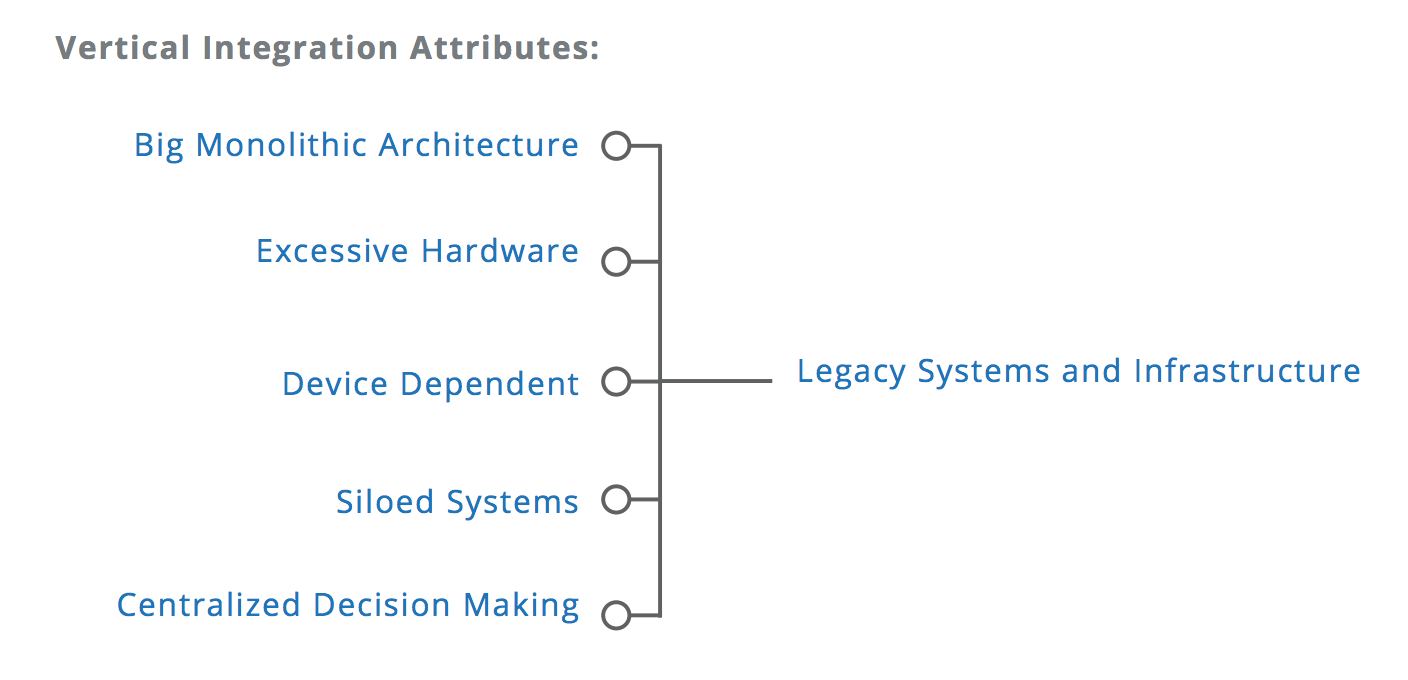 Vertical Integration Attributes:
Big Monolithic Architecture
Excessive Hardware
Device Dependent
Legacy Systems and Infrastructure
Siloed Systems
Centralized Decision Making